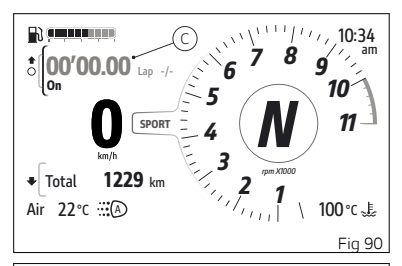 C
10:34
am
00'00.00 Lap -/-
On
0
km/h
SPORT
N
rpm X1000
1
2
3
4
5
6
7
8
9
10
11
Total 1229 km
Air 22°C (A)
100°C
Fig 90